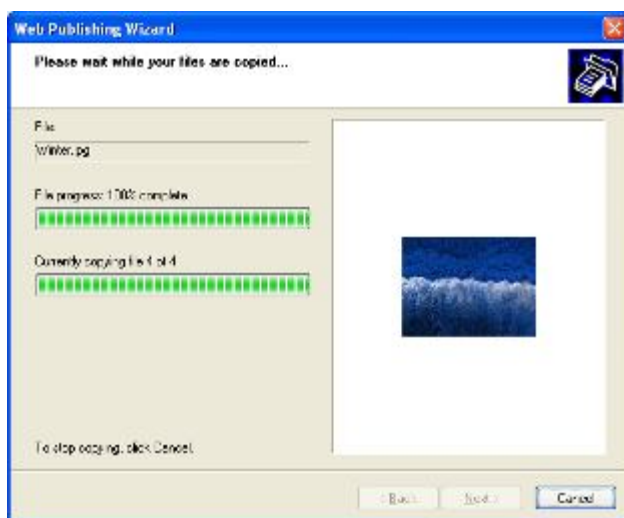 Web Publishing Wizard
Please wait while your files are copied...
File
Winter.jpg
File progress: 100% complete
Currently copying file 4 of 4
To stop copying, click Cancel.
< Back
Next >
Cancel